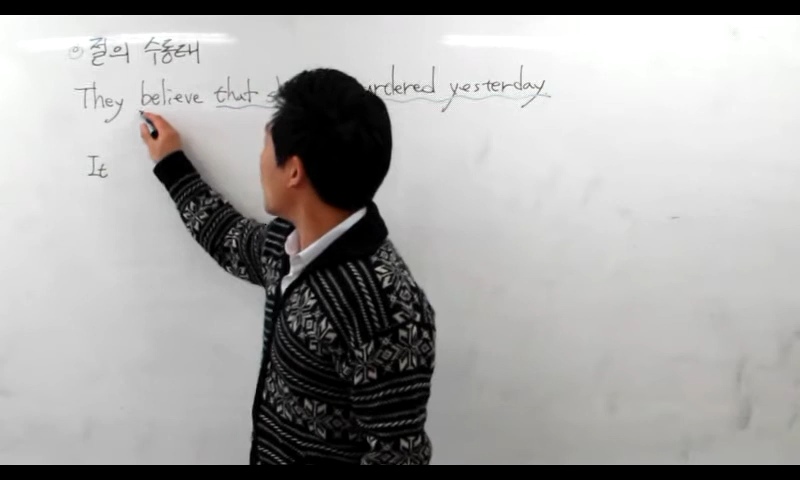 ⊙ 절의 수동태
They believe that s urdered yesterday
It